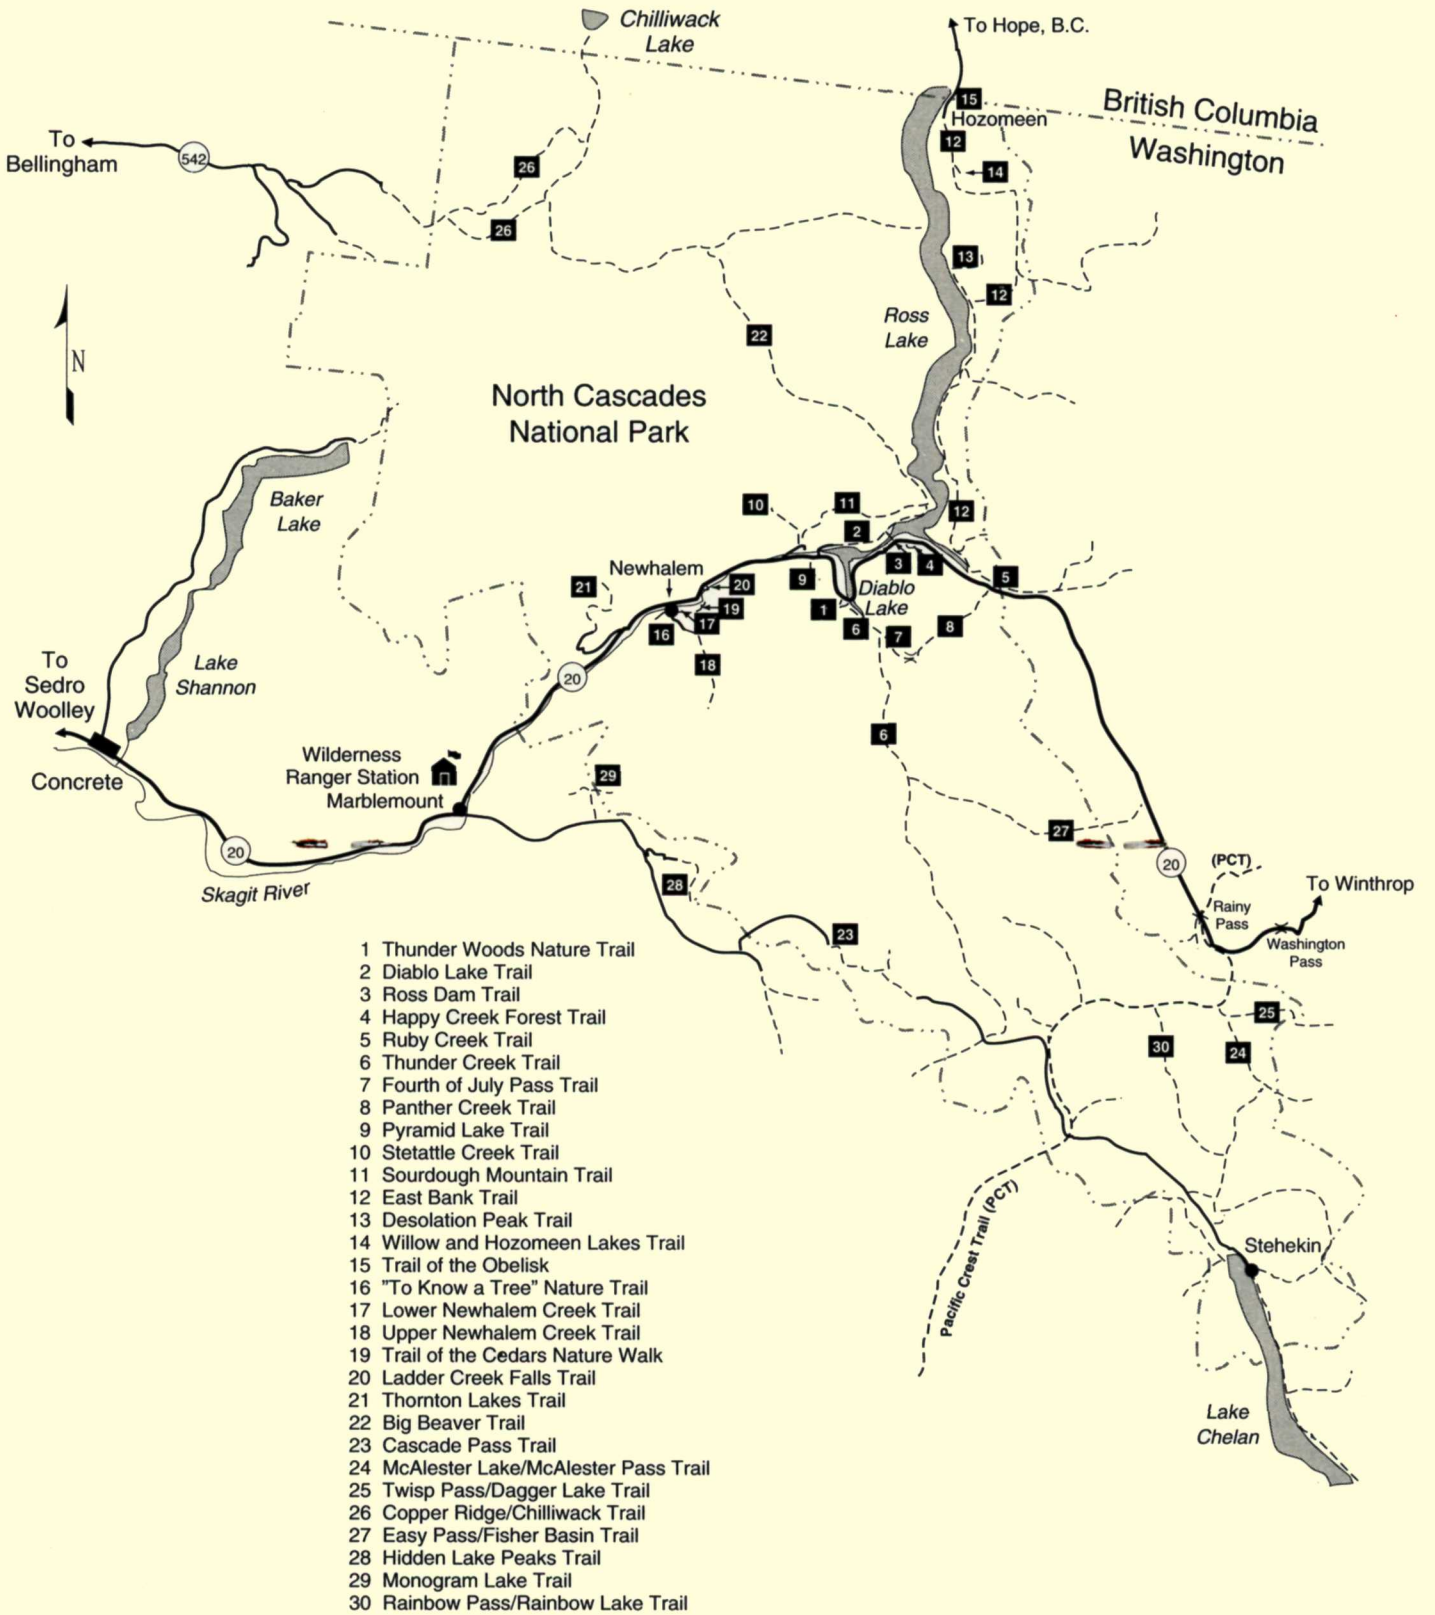 Chilliwack
Lake
To Hope, B.C.
15
Hozomeen
British Columbia
Washington
To
Bellingham
542
26
12
14
26
13
12
Ross
Lake
22
N
North Cascades
National Park
Baker
Lake
10
11
12
2
Newhalem
3
4
5
21
20
9
Diablo
Lake
19
1
17
16
6
7
8
18
To
Sedro
Woolley
Lake
Shannon
20
6
Concrete
Wilderness
Ranger Station
Marblemount
29
27
20
20
(PCT)
To Winthrop
Skagit River
28
Rainy
Pass
Washington
Pass
23
25
30
24
Pacific Crest Trail (PCT)
Stehekin
Lake
Chelan
1 Thunder Woods Nature Trail
2 Diablo Lake Trail
3 Ross Dam Trail
4 Happy Creek Forest Trail
5 Ruby Creek Trail
6 Thunder Creek Trail
7 Fourth of July Pass Trail
8 Panther Creek Trail
9 Pyramid Lake Trail
10 Stetattle Creek Trail
11 Sourdough Mountain Trail
12 East Bank Trail
13 Desolation Peak Trail
14 Willow and Hozomeen Lakes Trail
15 Trail of the Obelisk
16 ”To Know a Tree” Nature Trail
17 Lower Newhalem Creek Trail
18 Upper Newhalem Creek Trail
19 Trail of the Cedars Nature Walk
20 Ladder Creek Falls Trail
21 Thornton Lakes Trail
22 Big Beaver Trail
23 Cascade Pass Trail
24 McAlester Lake/McAlester Pass Trail
25 Twisp Pass/Dagger Lake Trail
26 Copper Ridge/Chilliwack Trail
27 Easy Pass/Fisher Basin Trail
28 Hidden Lake Peaks Trail
29 Monogram Lake Trail
30 Rainbow Pass/Rainbow Lake Trail